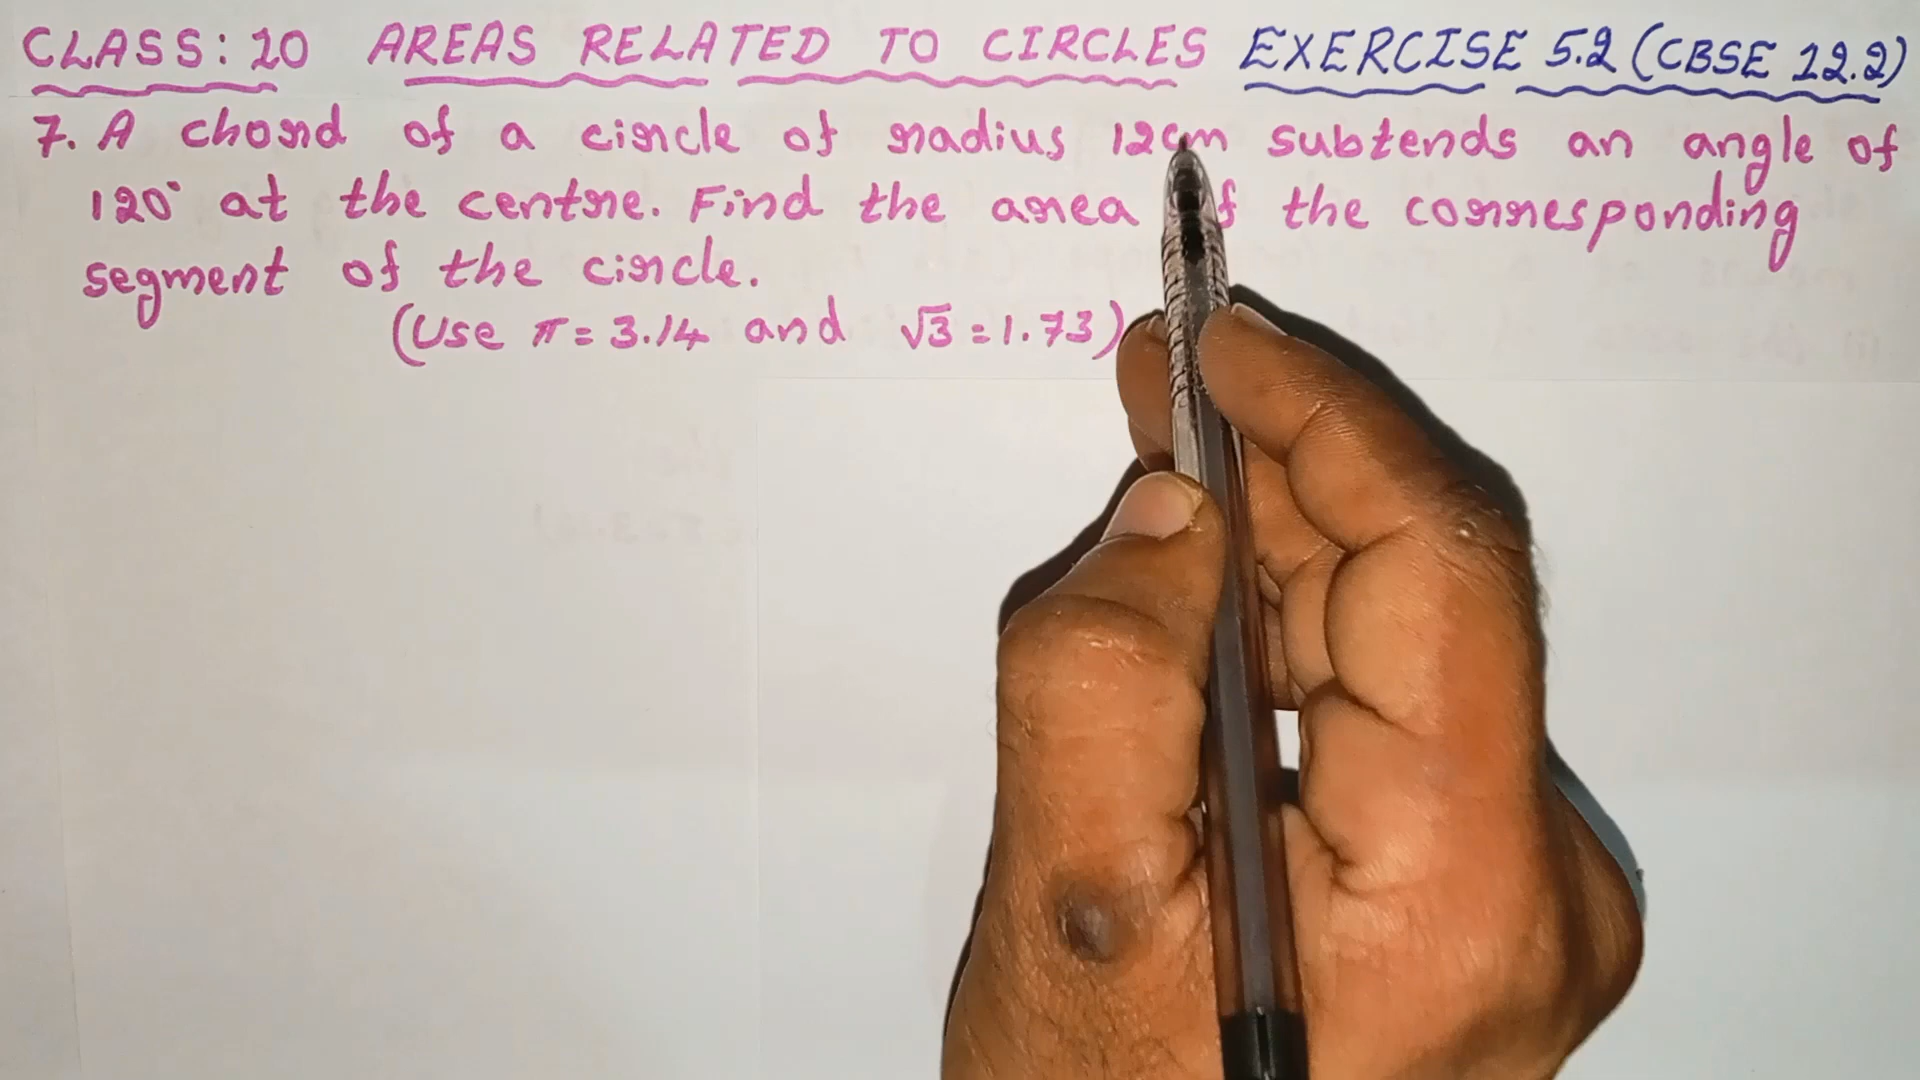 CLASS: 10 AREAS RELATED TO CIRCLES EXERCISE 5.2 (CBSE 12.2)
7. A chord of a circle of radius 12cm subtends an angle of
120° at the centre. Find the area of the corresponding
segment of the circle.
(Use π = 3.14 and √3 = 1.73)